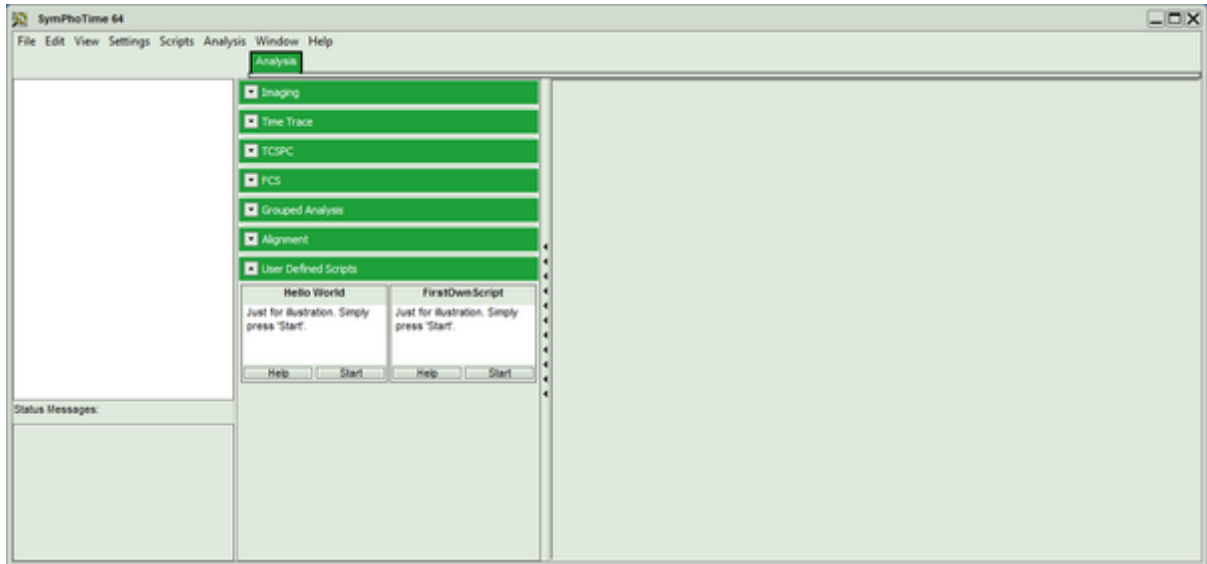 SymPhoTime 64
File Edit View Settings Scripts Analysis Window Help
Analysis
Imaging
Time Trace
TCSPC
FCS
Grouped Analysis
Alignment
User Defined Scripts
Hello World
Just for illustration. Simply
press 'Start'.
Help Start
FirstOwnScript
Just for illustration. Simply
press 'Start'.
Help Start
Status Messages: